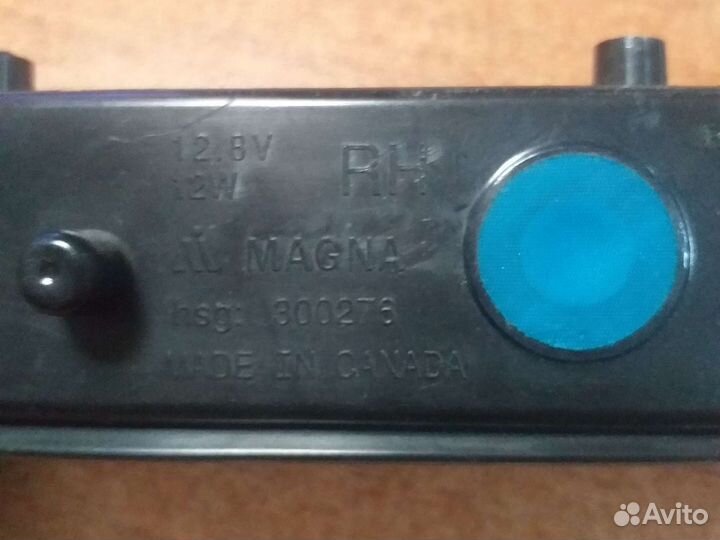 12.8V
12W
RH
MAGNA
hsg: 300276
MADE IN CANADA
Avito